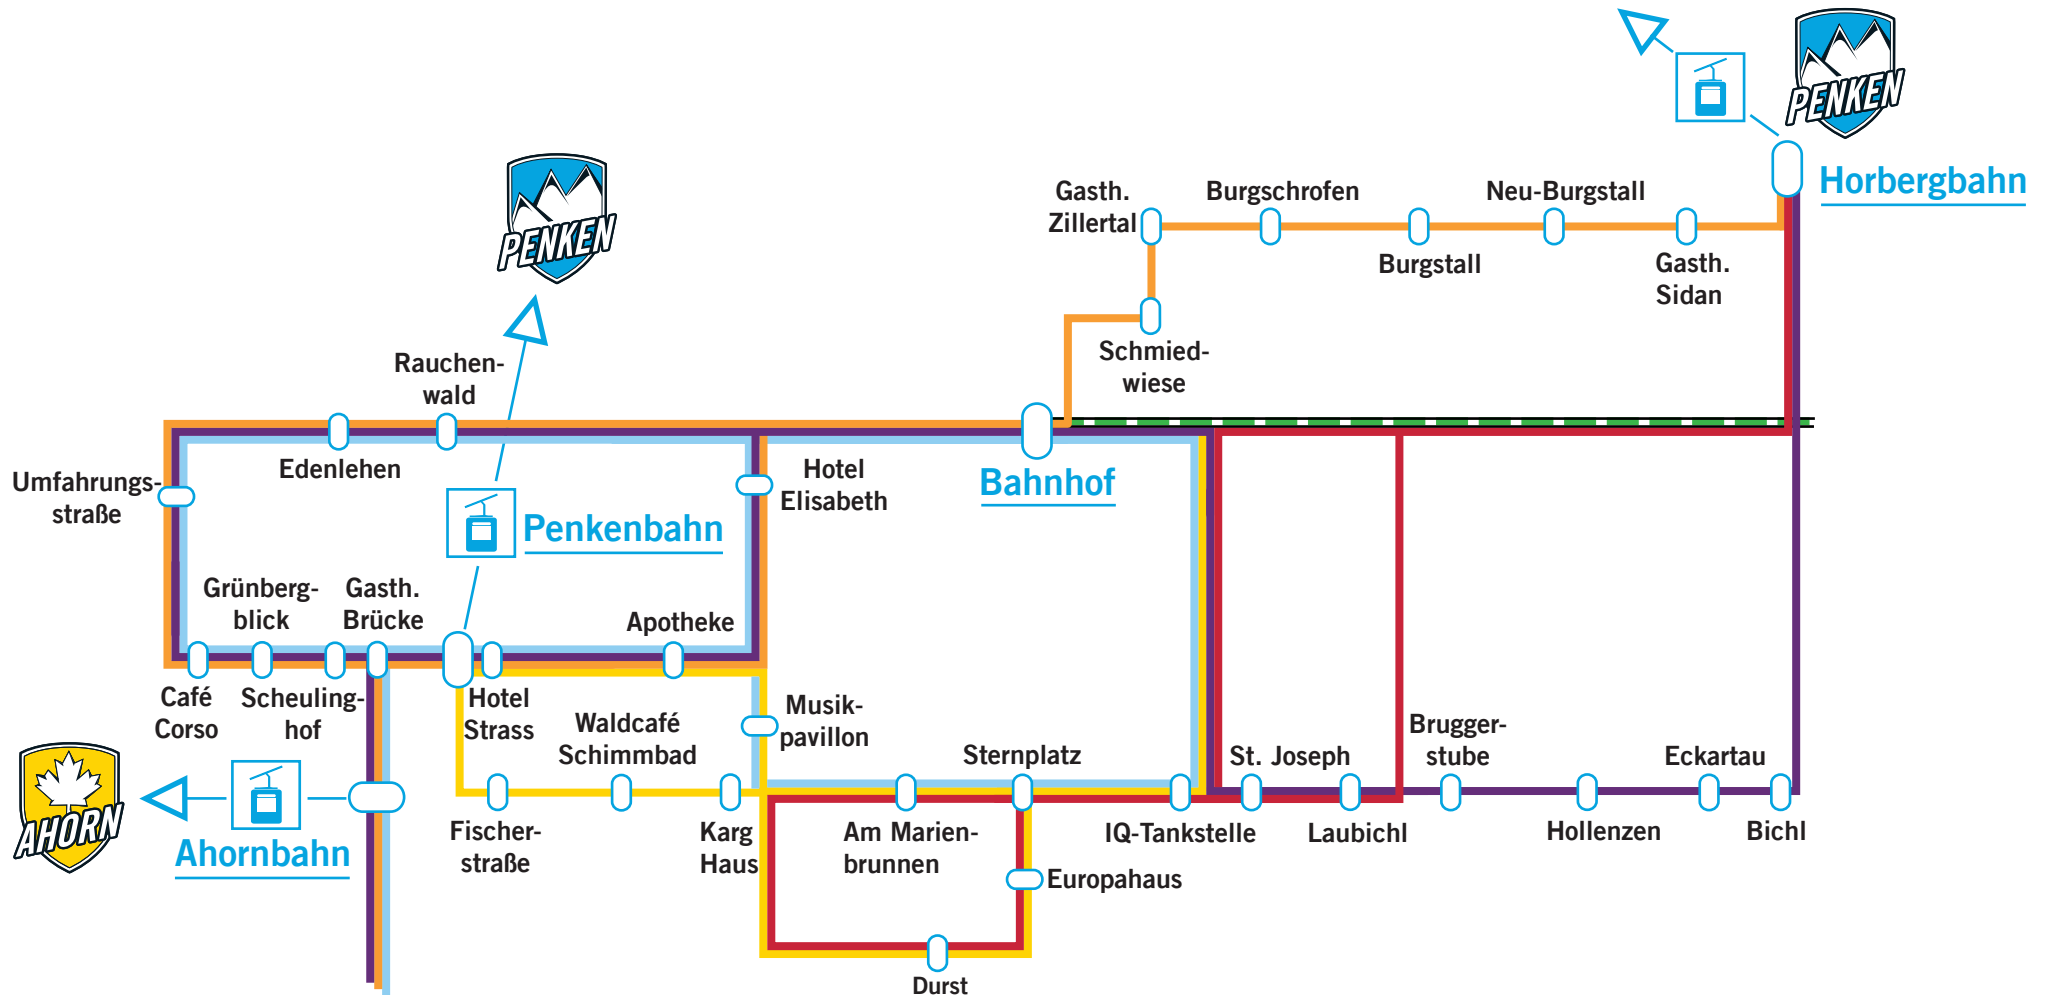 PENKEN
Horbergbahn
Gasth.
Zillertal
Burgschrofen
Neu-Burgstall
Burgstall
Gasth.
Sidan
PENKEN
Schmied-
wiese
Rauchen-
wald
Edenlehen
Umfahrungs-
straße
Hotel
Elisabeth
Bahnhof
Penkenbahn
Grünberg-
blick
Gasth.
Brücke
Apotheke
Café
Corso
Scheuling-
hof
Hotel
Strass
Waldcafé
Schimmbad
Musik-
pavillon
Sternplatz
St. Joseph
Brugger-
stube
Eckartau
AHORN
Ahornbahn
Fischer-
straße
Karg
Haus
Am Marien-
brunnen
IQ-Tankstelle
Laubichl
Hollenzen
Bichl
Europahaus
Durst